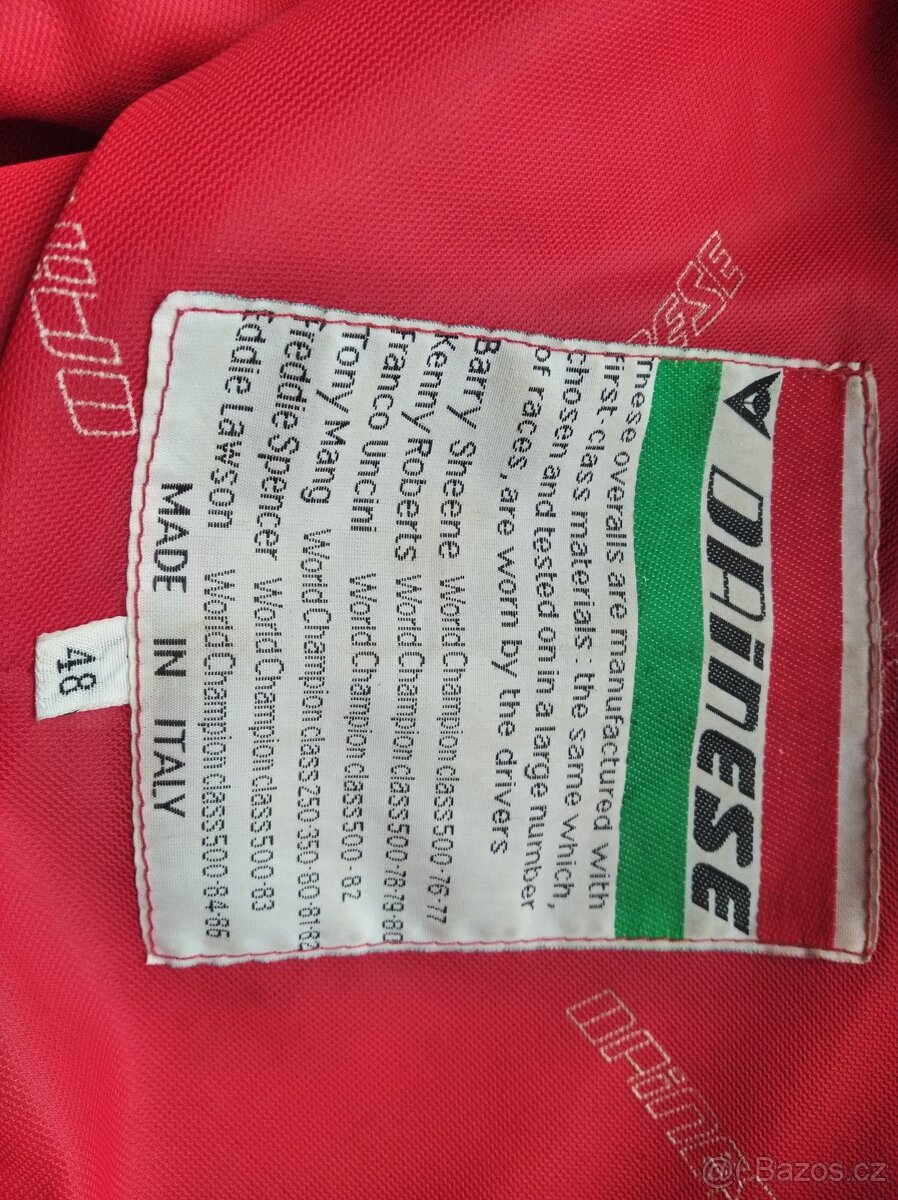 DAINESE
These overalls are manufactured with
first-class materials: the same which,
chosen and tested on in a large number
of races, are worn by the drivers
Barry Sheene World Champion class 500-76-77
Kenny Roberts World Champion class 500-78-79-80
Franco Uncini World Champion class 500-82
Tony Mang World Champion class 250-350-80-81-82
Freddie Spencer World Champion class 500-83
Eddie Lawson World Champion class 500-84-86
MADE IN ITALY
48
DAINESE
Bazos.cz